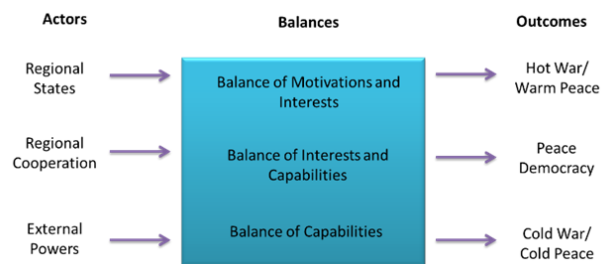 Actors
Balances
Outcomes
Regional
States
Balance of Motivations and
Interests
Hot War/
Warm Peace
Regional
Cooperation
Balance of Interests and
Capabilities
Peace
Democracy
External
Powers
Balance of Capabilities
Cold War/
Cold Peace